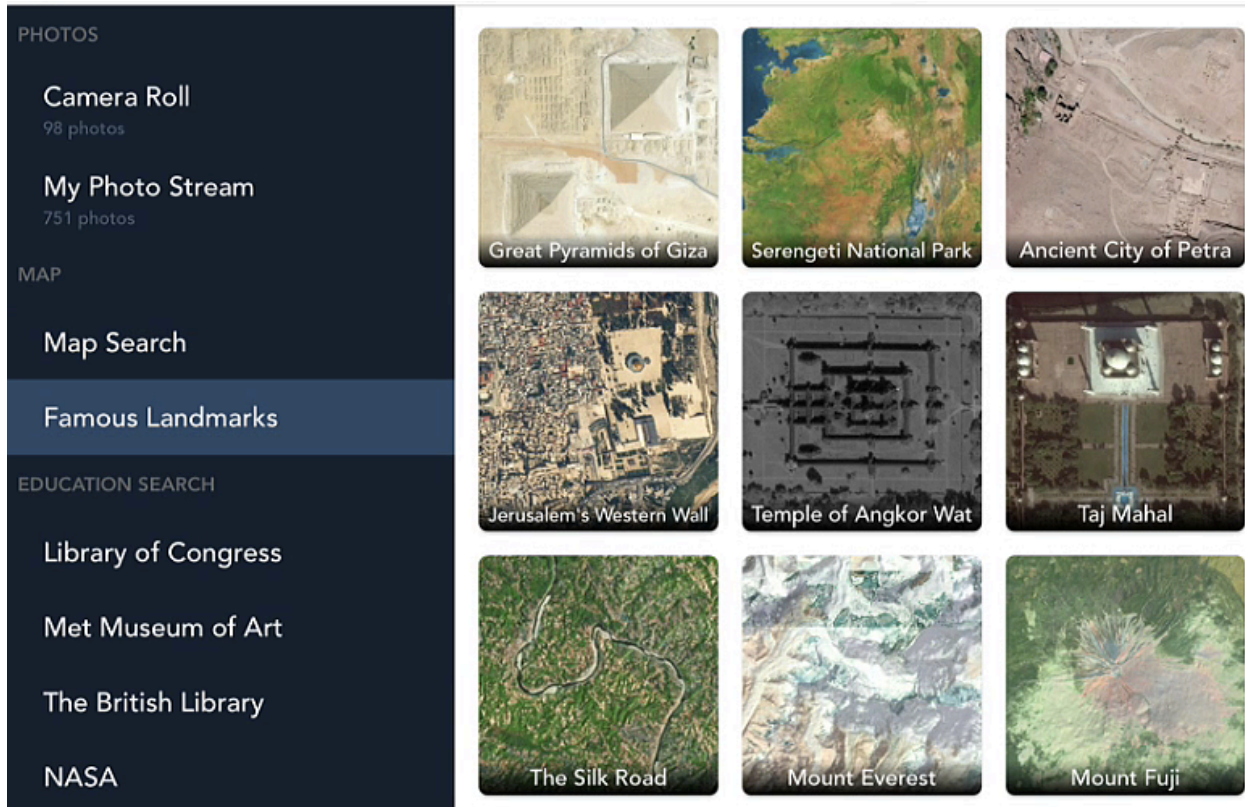 PHOTOS
Camera Roll
98 photos
My Photo Stream
751 photos
MAP
Map Search
Famous Landmarks
EDUCATION SEARCH
Library of Congress
Met Museum of Art
The British Library
NASA
Great Pyramids of Giza
Serengeti National Park
Ancient City of Petra
Jerusalem's Western Wall
Temple of Angkor Wat
Taj Mahal
The Silk Road
Mount Everest
Mount Fuji